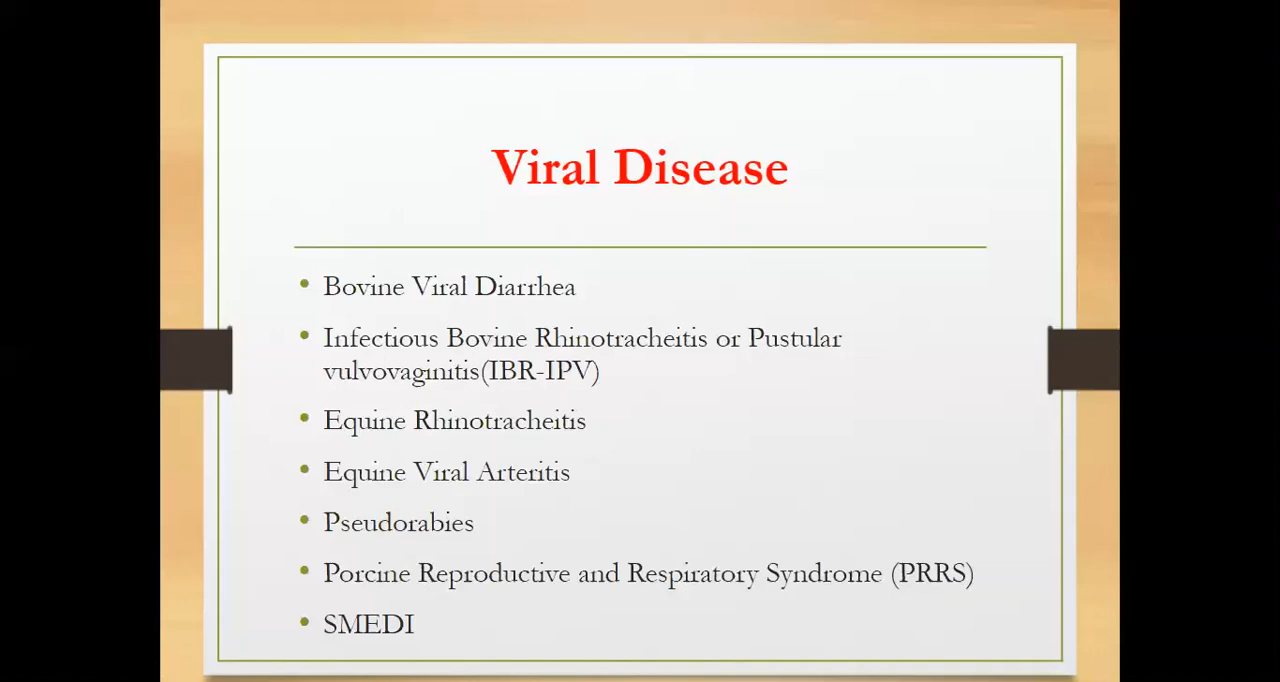 Viral Disease
• Bovine Viral Diarrhea
• Infectious Bovine Rhinotracheitis or Pustular
vulvovaginitis(IBR-IPV)
• Equine Rhinotracheitis
• Equine Viral Arteritis
• Pseudorabies
• Porcine Reproductive and Respiratory Syndrome (PRRS)
• SMEDI